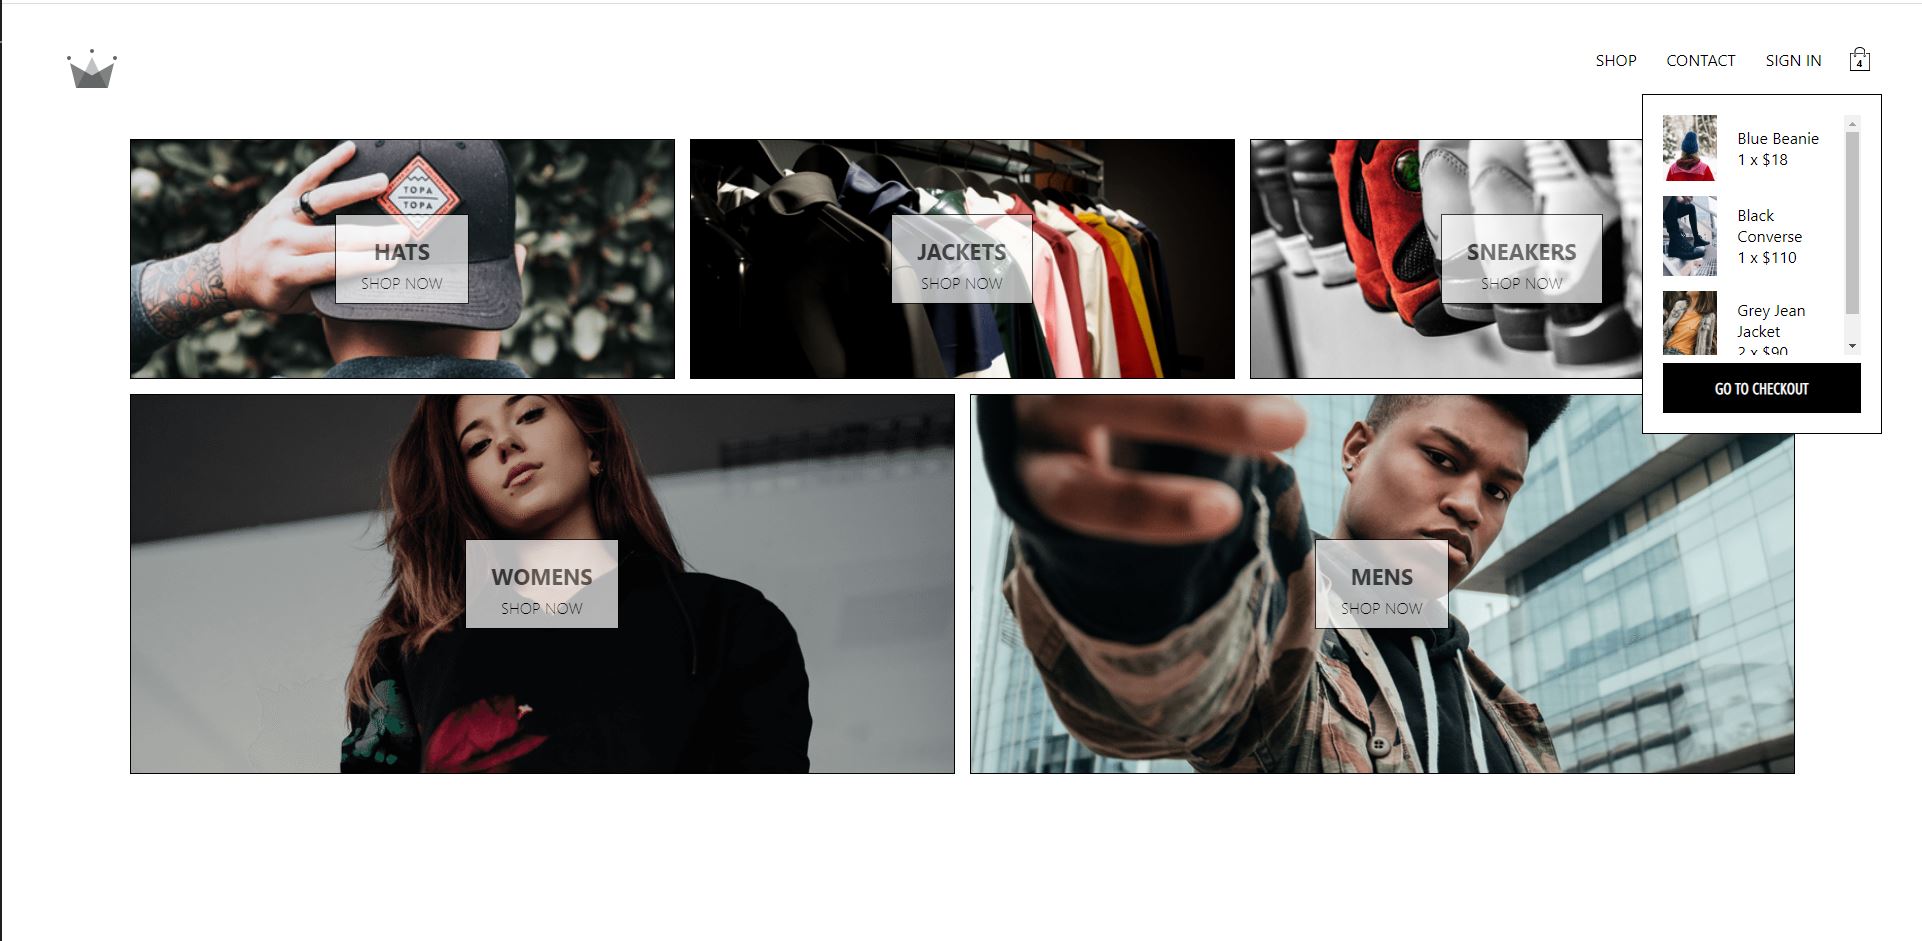 SHOP CONTACT SIGN IN 4
Blue Beanie
1 x $18
Black
Converse
1 x $110
Grey Jean
Jacket
2 x $90
GO TO CHECKOUT
TOPA
TOPA
HATS
SHOP NOW
JACKETS
SHOP NOW
SNEAKERS
SHOP NOW
WOMENS
SHOP NOW
MENS
SHOP NOW